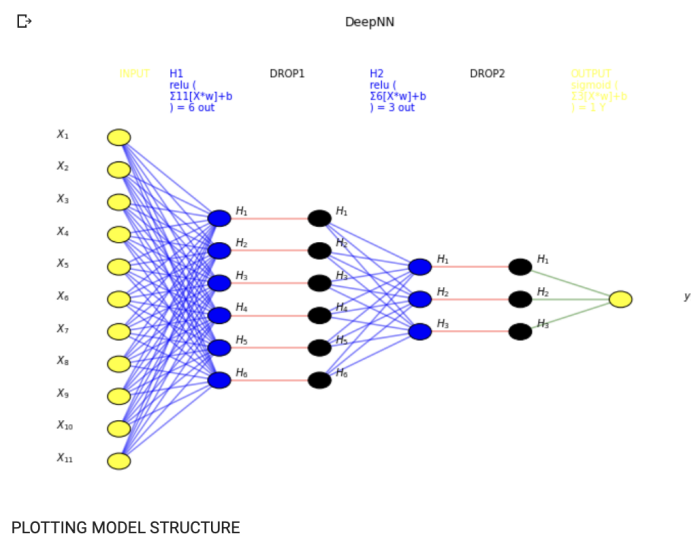 DeepNN
INPUT
H1
relu (
Σ11[X*w]+b
) = 6 out
DROP1
H2
relu (
Σ6[X*w]+b
) = 3 out
DROP2
OUTPUT
sigmoid (
Σ3[X*w]+b
) = 1 Y
X1
X2
X3
X4
X5
X6
X7
X8
X9
X10
X11
H1
H2
H3
H4
H5
H6
H1
H2
H3
H4
H5
H6
H1
H2
H3
H1
H2
H3
y
PLOTTING MODEL STRUCTURE